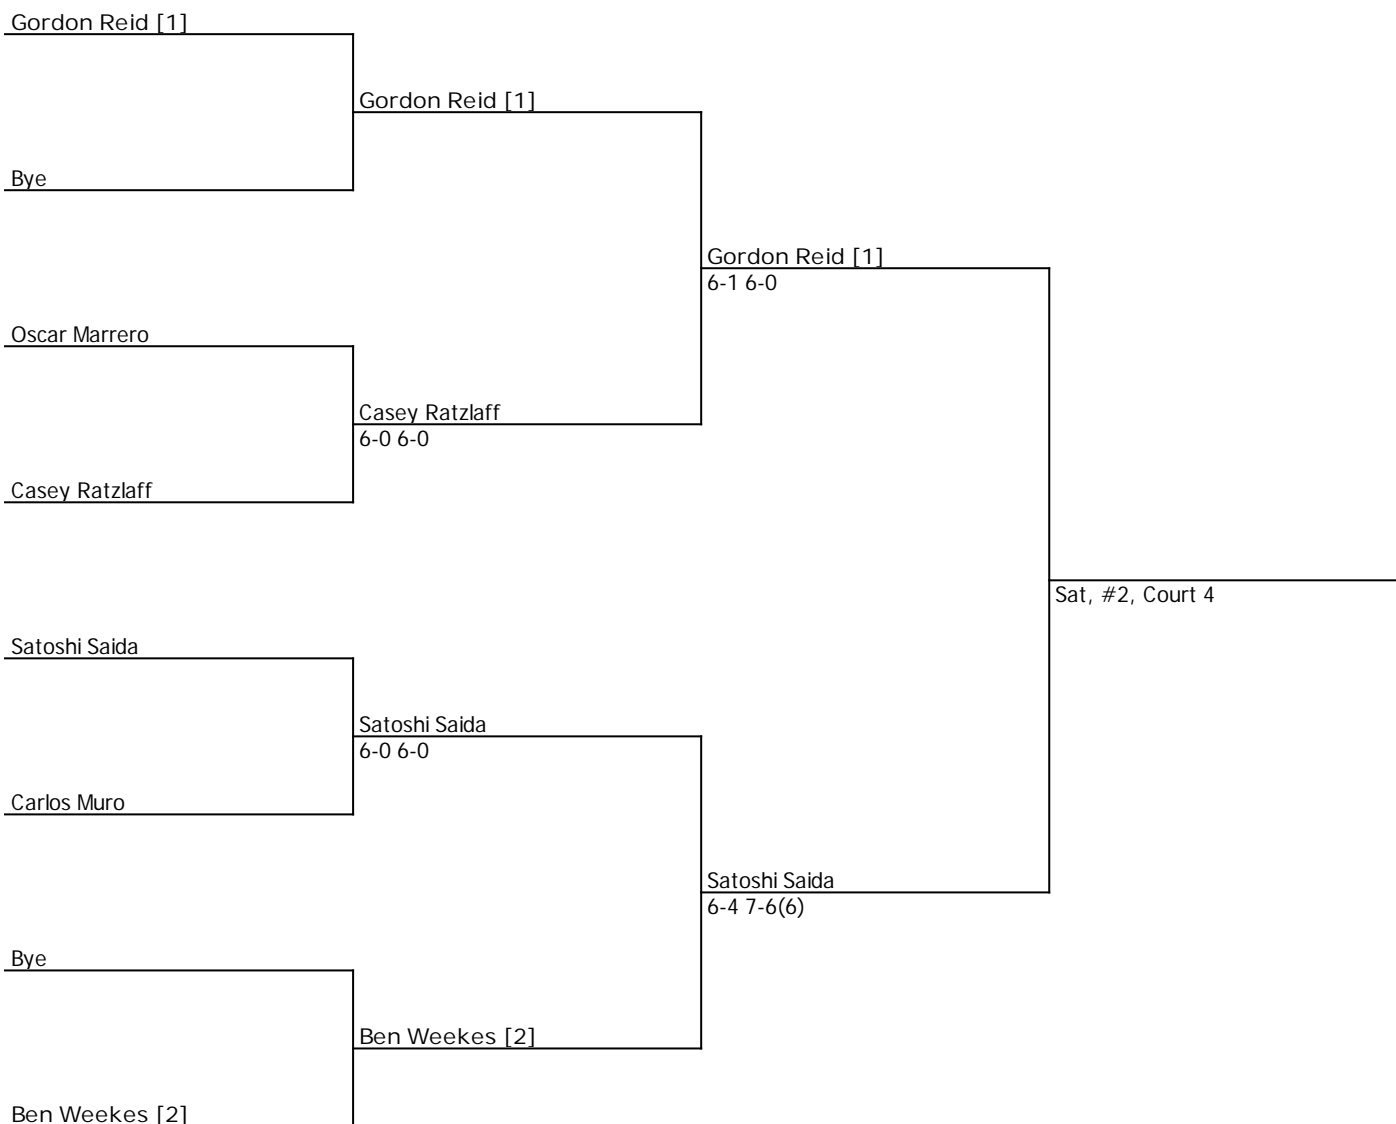 Gordon Reid [1]
Gordon Reid [1]
Bye
Gordon Reid [1]
6-1 6-0
Oscar Marrero
Casey Ratzlaff
6-0 6-0
Casey Ratzlaff
Sat, #2, Court 4
Satoshi Saida
Satoshi Saida
6-0 6-0
Carlos Muro
Satoshi Saida
6-4 7-6(6)
Bye
Ben Weekes [2]
Ben Weekes [2]